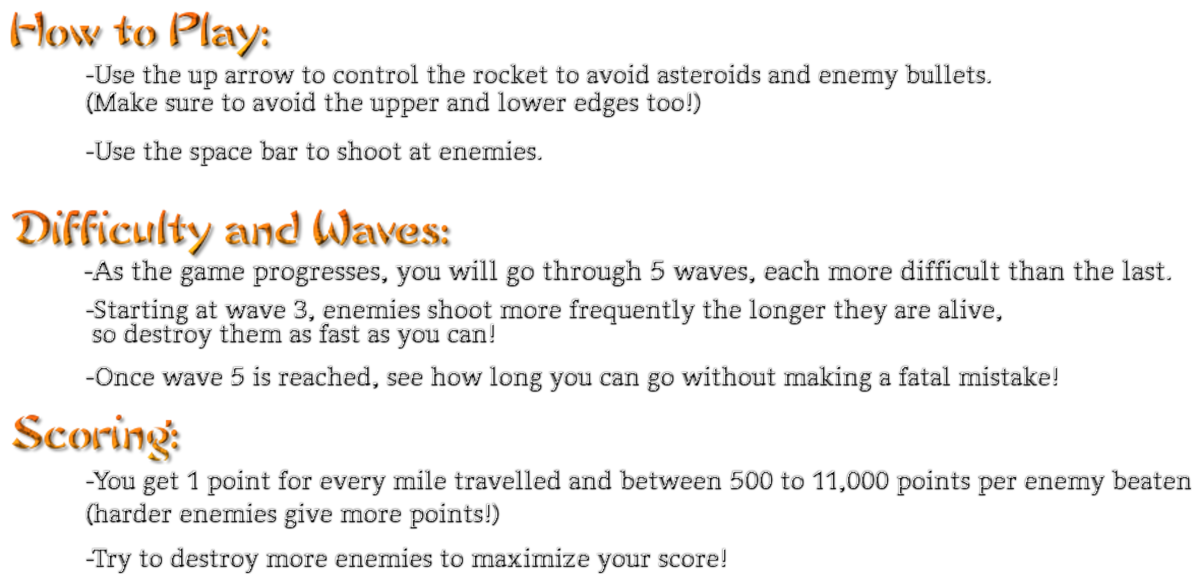 How to Play:
-Use the up arrow to control the rocket to avoid asteroids and enemy bullets.
(Make sure to avoid the upper and lower edges too!)
-Use the space bar to shoot at enemies.
Difficulty and Waves:
-As the game progresses, you will go through 5 waves, each more difficult than the last.
-Starting at wave 3, enemies shoot more frequently the longer they are alive,
so destroy them as fast as you can!
-Once wave 5 is reached, see how long you can go without making a fatal mistake!
Scoring:
-You get 1 point for every mile travelled and between 500 to 11,000 points per enemy beaten
(harder enemies give more points!)
-Try to destroy more enemies to maximize your score!